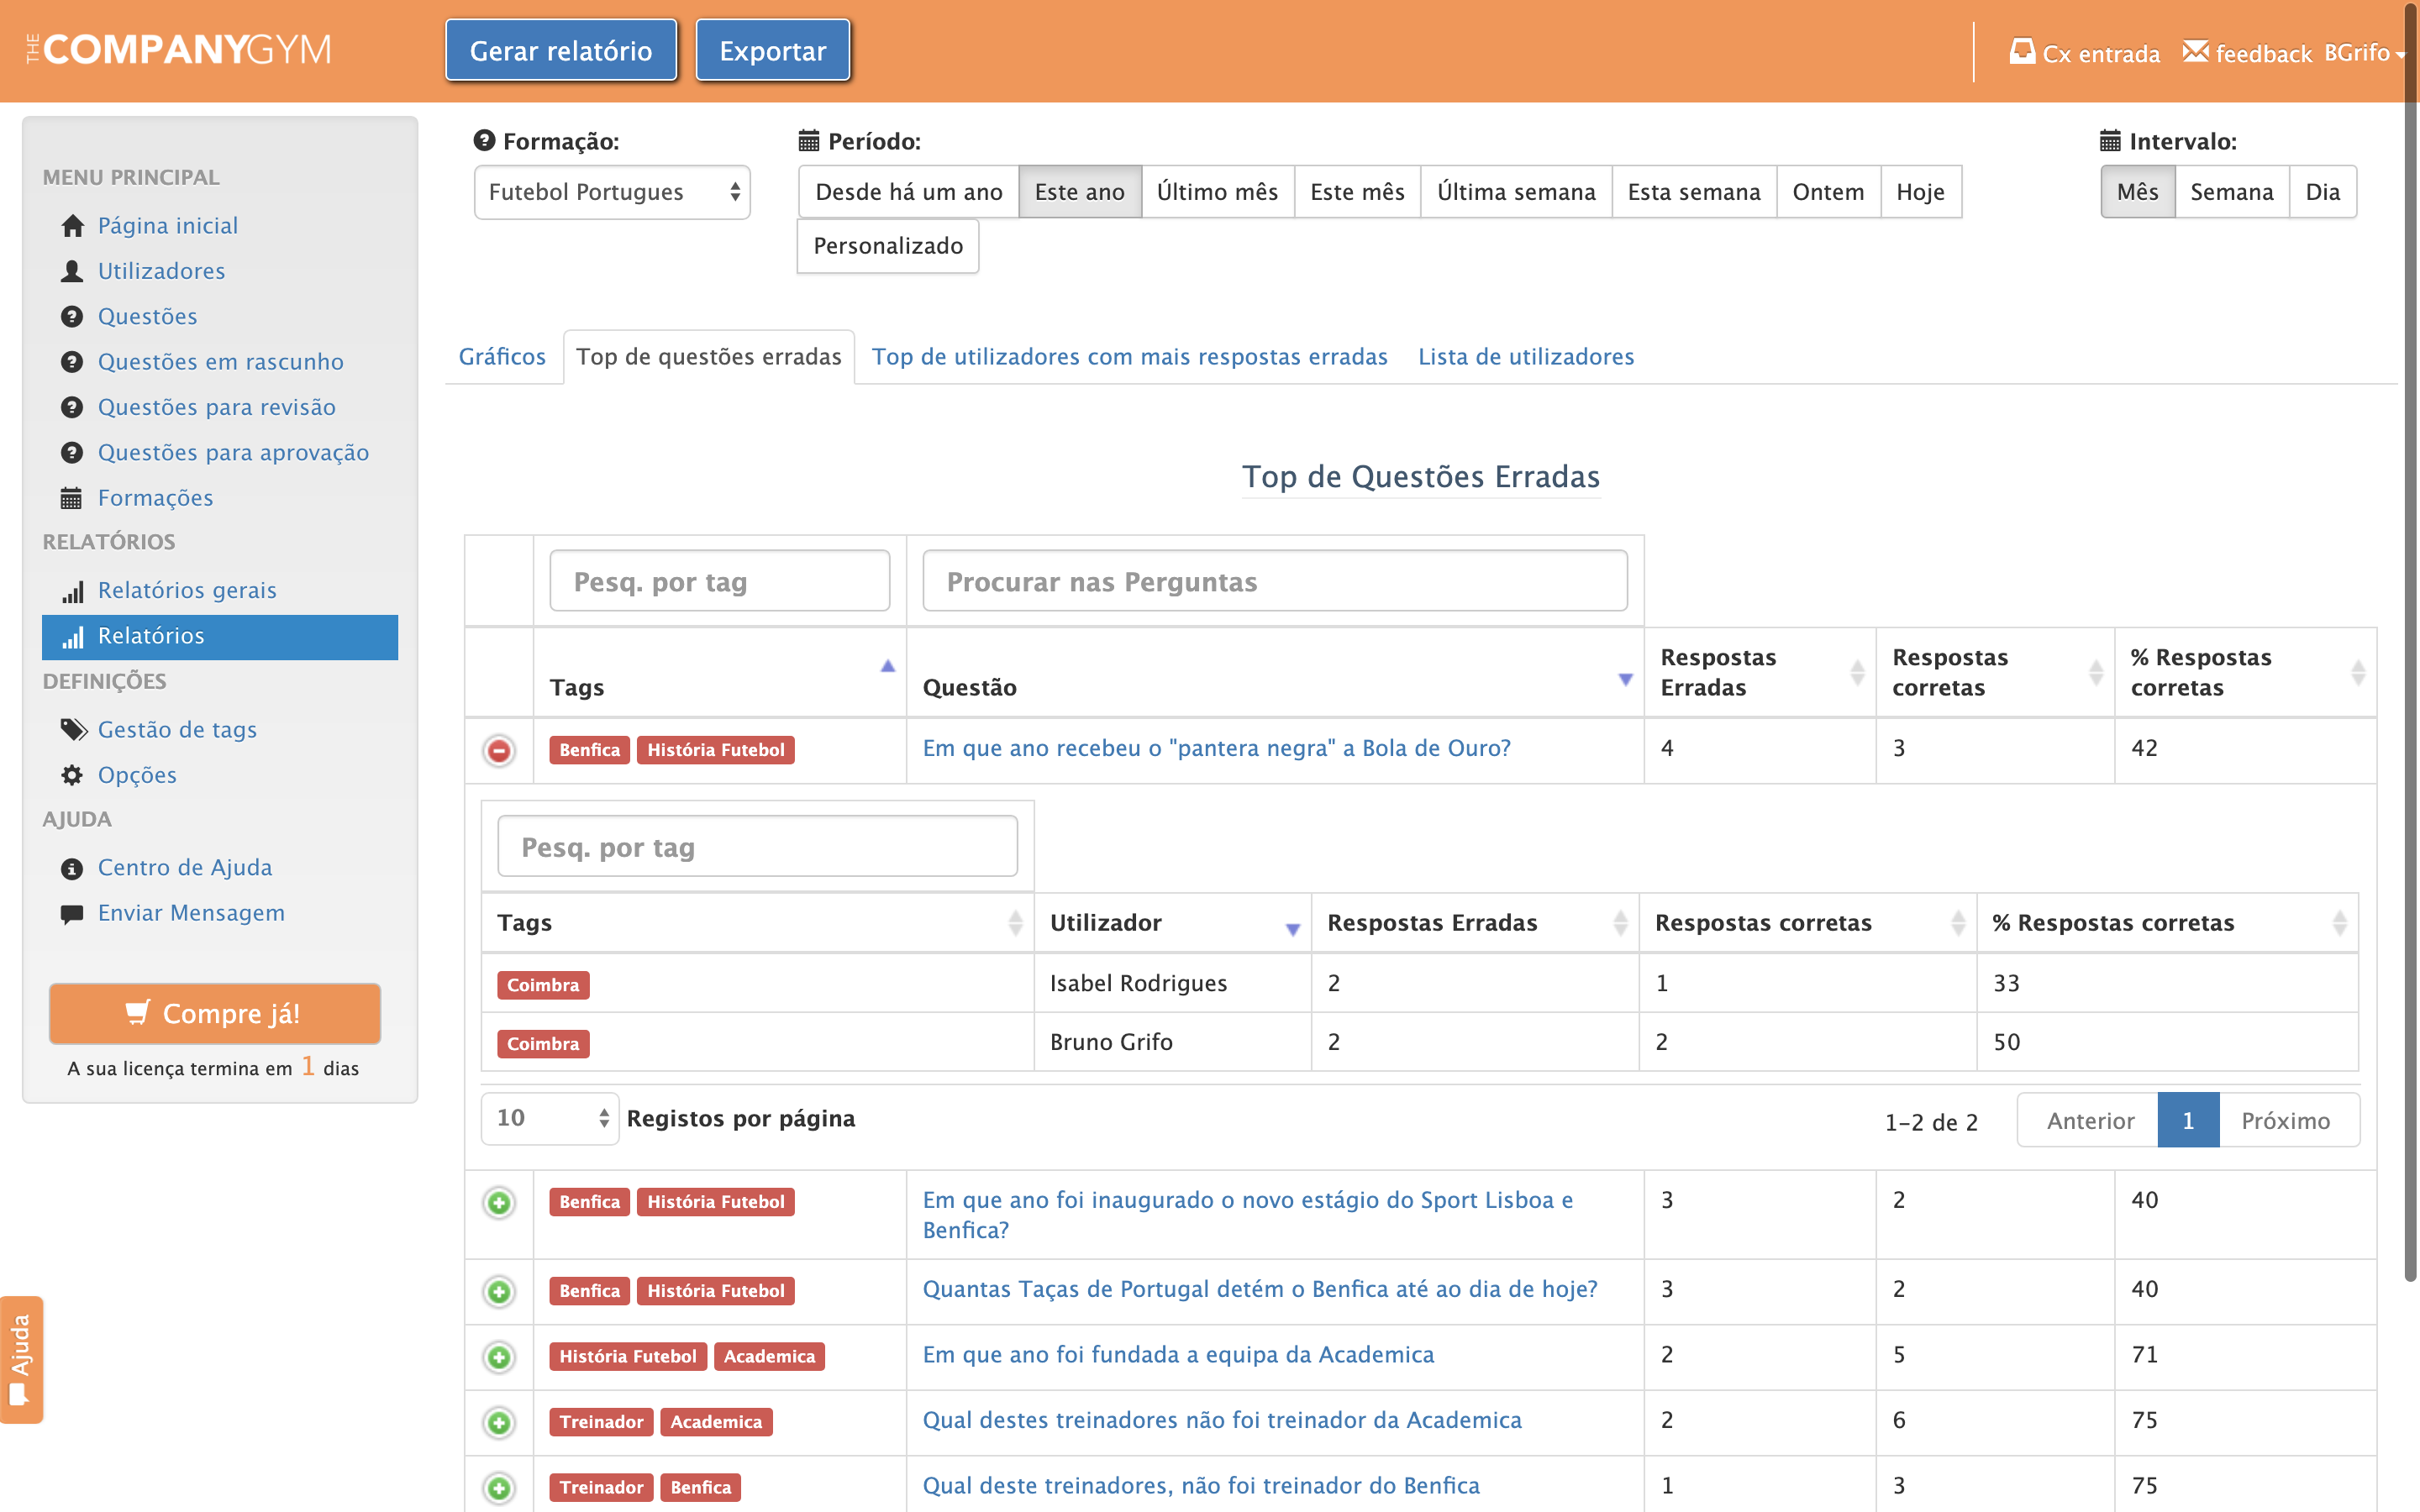 THE COMPANYGYM
Gerar relatório
Exportar
Cx entrada
feedback
BGrifo
MENU PRINCIPAL
Página inicial
Utilizadores
Questões
Questões em rascunho
Questões para revisão
Questões para aprovação
Formações
RELATÓRIOS
Relatórios gerais
Relatórios
DEFINIÇÕES
Gestão de tags
Opções
AJUDA
Centro de Ajuda
Enviar Mensagem
Compre já!
A sua licença termina em 1 dias
Ajuda
Formação:
Futebol Portugues
Período:
Desde há um ano
Este ano
Último mês
Este mês
Última semana
Esta semana
Ontem
Hoje
Personalizado
Intervalo:
Mês
Semana
Dia
Gráficos
Top de questões erradas
Top de utilizadores com mais respostas erradas
Lista de utilizadores
Top de Questões Erradas
Pesq. por tag
Procurar nas Perguntas
Tags
Questão
Respostas Erradas
Respostas corretas
% Respostas corretas
Benfica História Futebol Em que ano recebeu o "pantera negra" a Bola de Ouro? 4 3 42
Pesq. por tag
Tags Utilizador Respostas Erradas Respostas corretas % Respostas corretas
Coimbra Isabel Rodrigues 2 1 33
Coimbra Bruno Grifo 2 2 50
10 Registos por página
1-2 de 2
Anterior 1 Próximo
Benfica História Futebol Em que ano foi inaugurado o novo estágio do Sport Lisboa e
Benfica? 3 2 40
Benfica História Futebol Quantas Taças de Portugal detém o Benfica até ao dia de hoje? 3 2 40
História Futebol Academica Em que ano foi fundada a equipa da Academica 2 5 71
Treinador Academica Qual destes treinadores não foi treinador da Academica 2 6 75
Treinador Benfica Qual deste treinadores, não foi treinador do Benfica 1 3 75